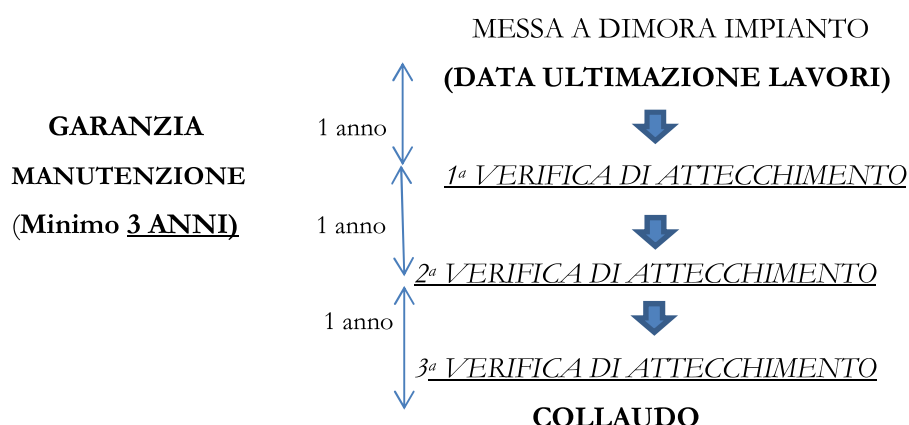 MESSA A DIMORA IMPIANTO
(DATA ULTIMAZIONE LAVORI)
GARANZIA
MANUTENZIONE
(Minimo 3 ANNI)
1 anno
1ª VERIFICA DI ATTECCHIMENTO
1 anno
2ª VERIFICA DI ATTECCHIMENTO
1 anno
3ª VERIFICA DI ATTECCHIMENTO
COLLAUDO